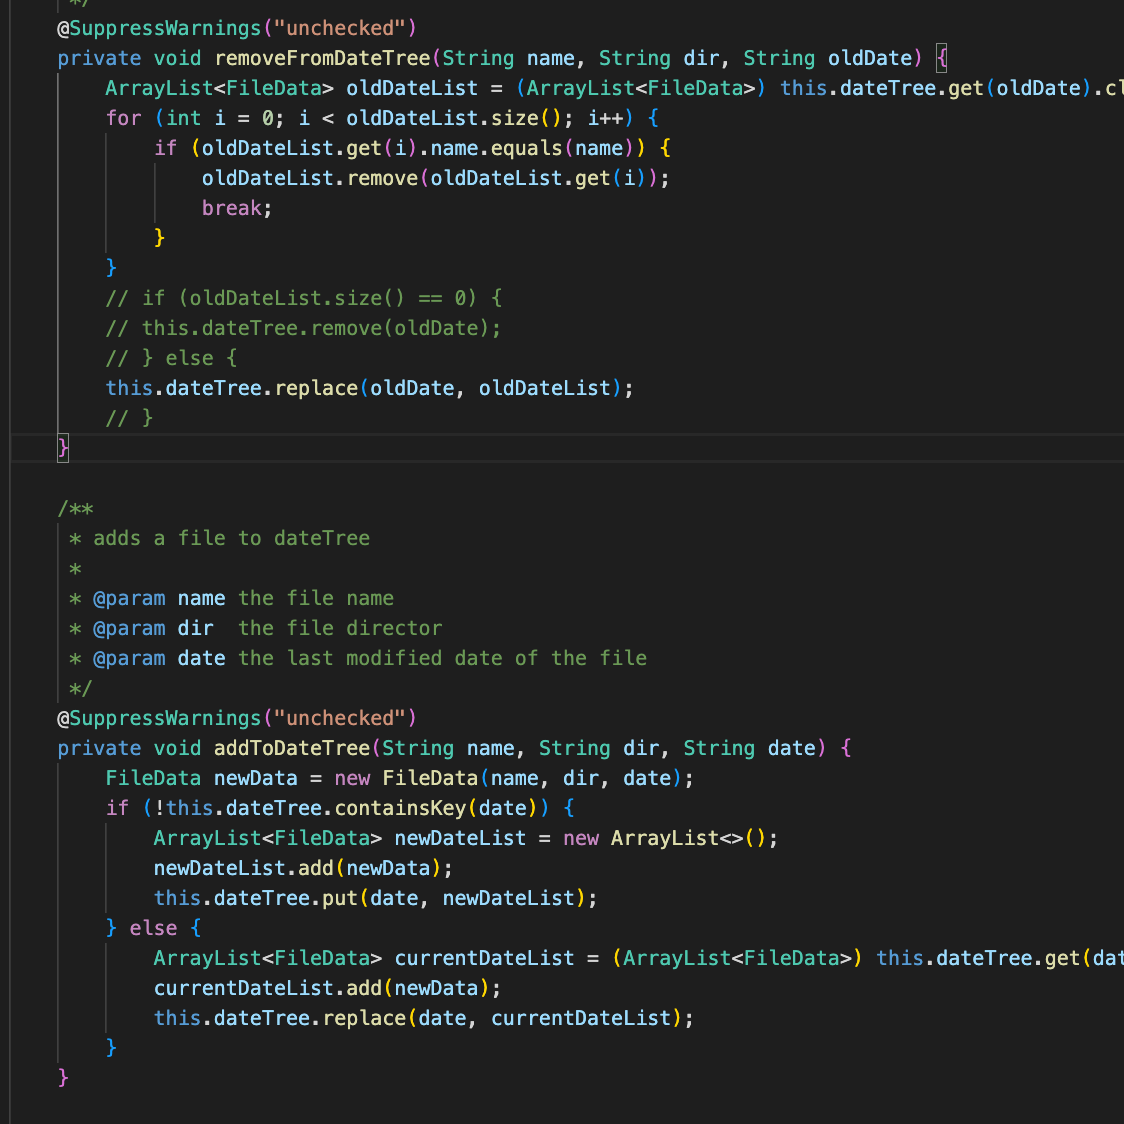 */
@SuppressWarnings("unchecked")
private void removeFromDateTree(String name, String dir, String oldDate) {
ArrayList<FileData> oldDateList = (ArrayList<FileData>) this.dateTree.get(oldDate).cl
for (int i = 0; i < oldDateList.size(); i++) {
if (oldDateList.get(i).name.equals(name)) {
oldDateList.remove(oldDateList.get(i));
break;
}
}
// if (oldDateList.size() == 0) {
// this.dateTree.remove(oldDate);
// } else {
this.dateTree.replace(oldDate, oldDateList);
// }
}
/**
* adds a file to dateTree
*
* @param name the file name
* @param dir  the file director
* @param date the last modified date of the file
*/
@SuppressWarnings("unchecked")
private void addToDateTree(String name, String dir, String date) {
FileData newData = new FileData(name, dir, date);
if (!this.dateTree.containsKey(date)) {
ArrayList<FileData> newDateList = new ArrayList<>();
newDateList.add(newData);
this.dateTree.put(date, newDateList);
} else {
ArrayList<FileData> currentDateList = (ArrayList<FileData>) this.dateTree.get(dat
currentDateList.add(newData);
this.dateTree.replace(date, currentDateList);
}
}